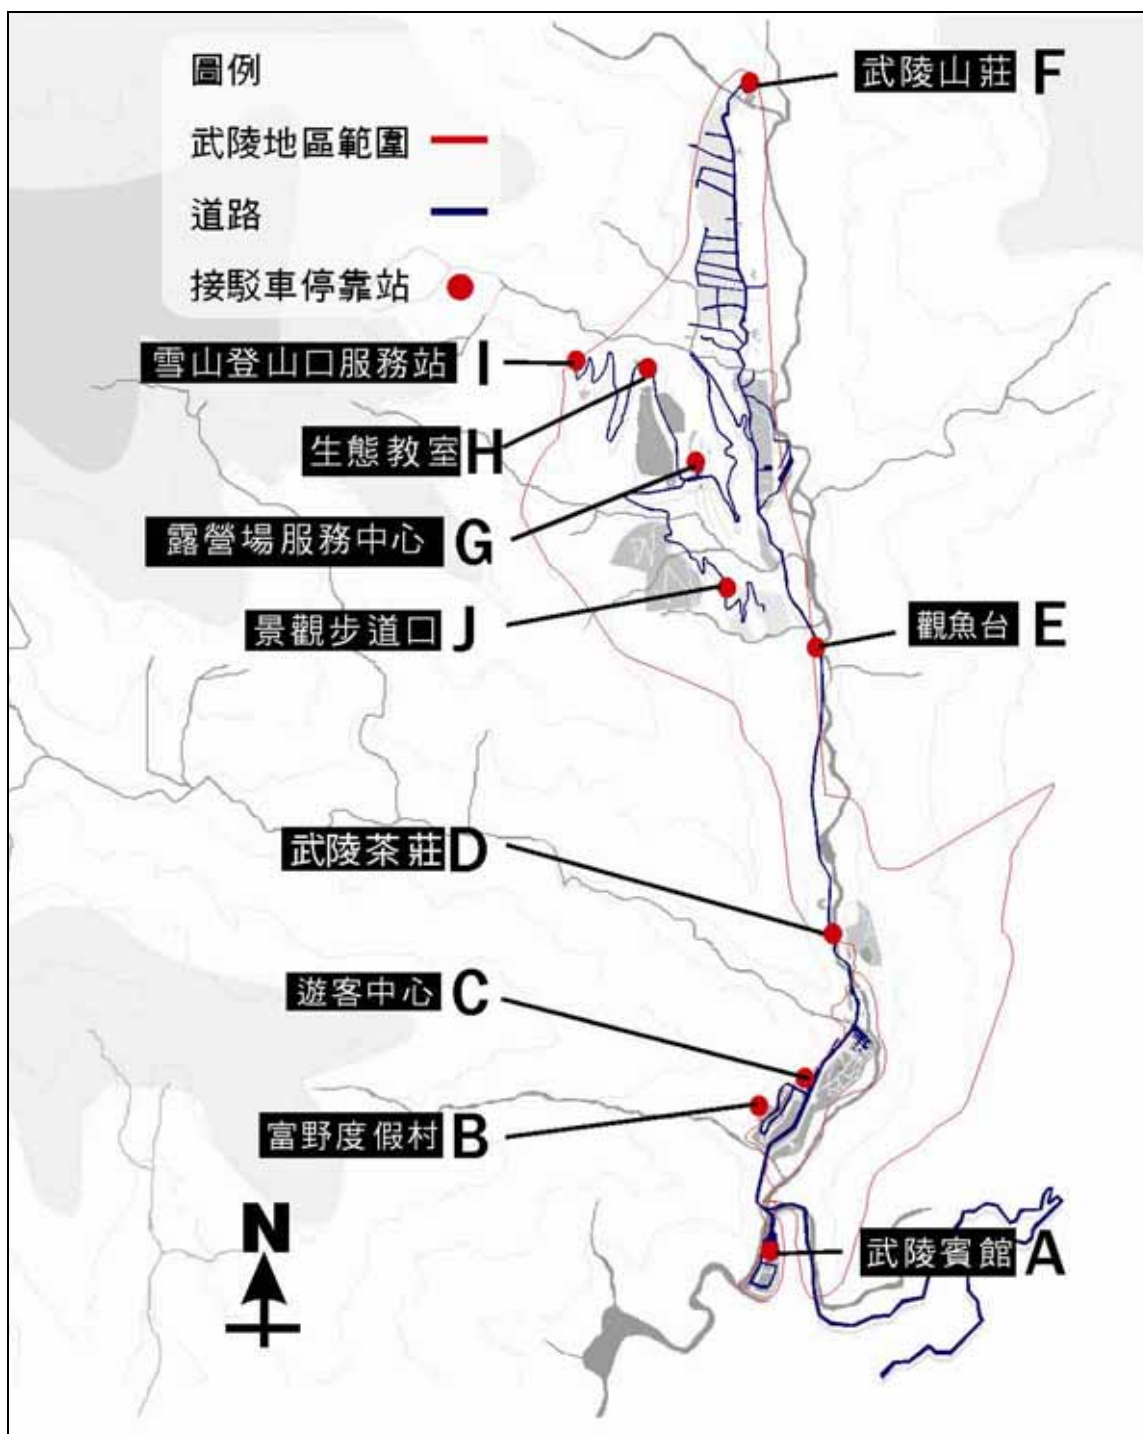 圖例
武陵地區範圍
道路
接駁車停靠站
武陵山莊 F
雪山登山口服務站 I
生態教室 H
露營場服務中心 G
景觀步道口 J
觀魚台 E
武陵茶莊 D
遊客中心 C
富野度假村 B
武陵賓館 A
N